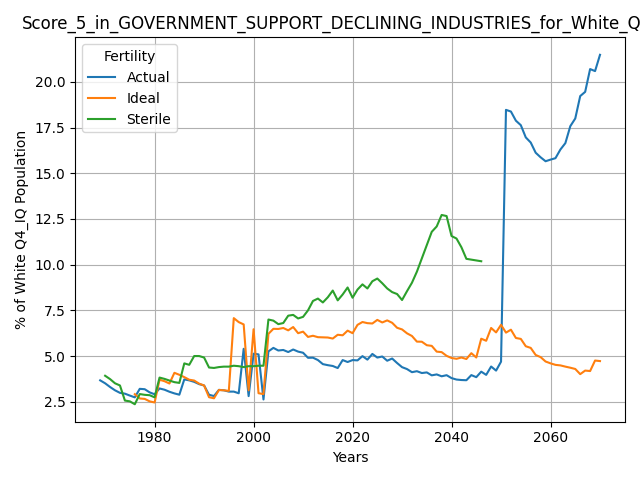 Score_5_in_GOVERNMENT_SUPPORT_DECLINING_INDUSTRIES_for_White_Q
Fertility
Actual
Ideal
Sterile
% of White Q4_IQ Population
20.0
17.5
15.0
12.5
10.0
7.5
5.0
2.5
1980
2000
2020
2040
2060
Years